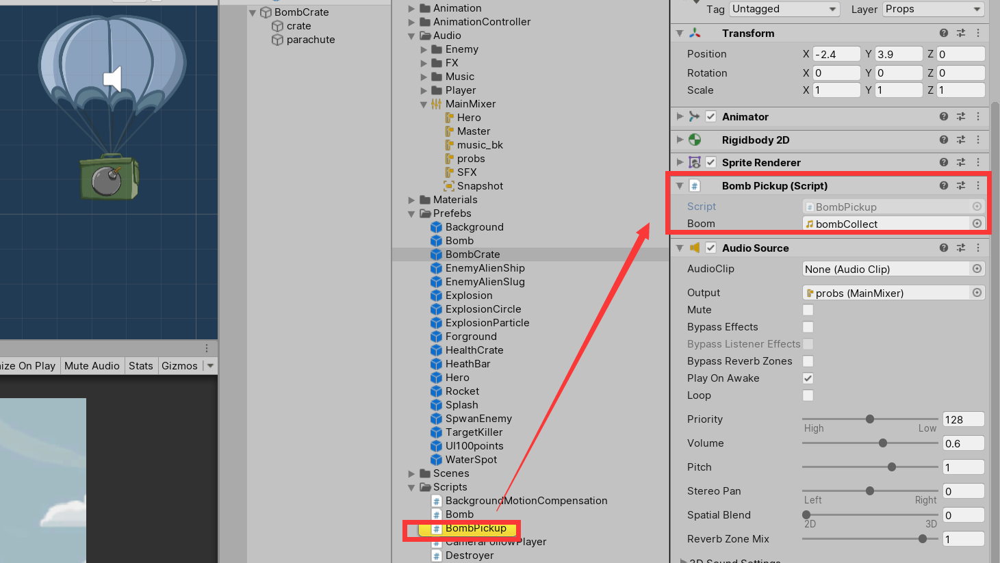 BombCrate
crate
parachute
ize On Play
Mute Audio
Stats
Gizmos
Animation
AnimationController
Audio
Enemy
FX
Music
Player
MainMixer
Hero
Master
music_bk
probs
SFX
Snapshot
Materials
Prefebs
Background
Bomb
BombCrate
EnemyAlienShip
EnemyAlienSlug
Explosion
ExplosionCircle
ExplosionParticle
Forground
HealthCrate
HeathBar
Hero
Rocket
Splash
SpwanEnemy
TargetKiller
UI100points
WaterSpot
Scenes
Scripts
BackgroundMotionCompensation
Bomb
BombPickup
CameraFollowPlayer
Destroyer
Tag Untagged Layer Props
Transform
Position X -2.4 Y 3.9 Z 0
Rotation X 0 Y 0 Z 0
Scale X 1 Y 1 Z 1
Animator
Rigidbody 2D
Sprite Renderer
Bomb Pickup (Script)
Script BombPickup
Boom bombCollect
Audio Source
AudioClip None (Audio Clip)
Output probs (MainMixer)
Mute
Bypass Effects
Bypass Listener Effects
Bypass Reverb Zones
Play On Awake
Loop
Priority 128
High Low
Volume 0.6
Pitch 1
Stereo Pan 0
Left Right
Spatial Blend 0
2D 3D
Reverb Zone Mix 1
3D Sound Settings